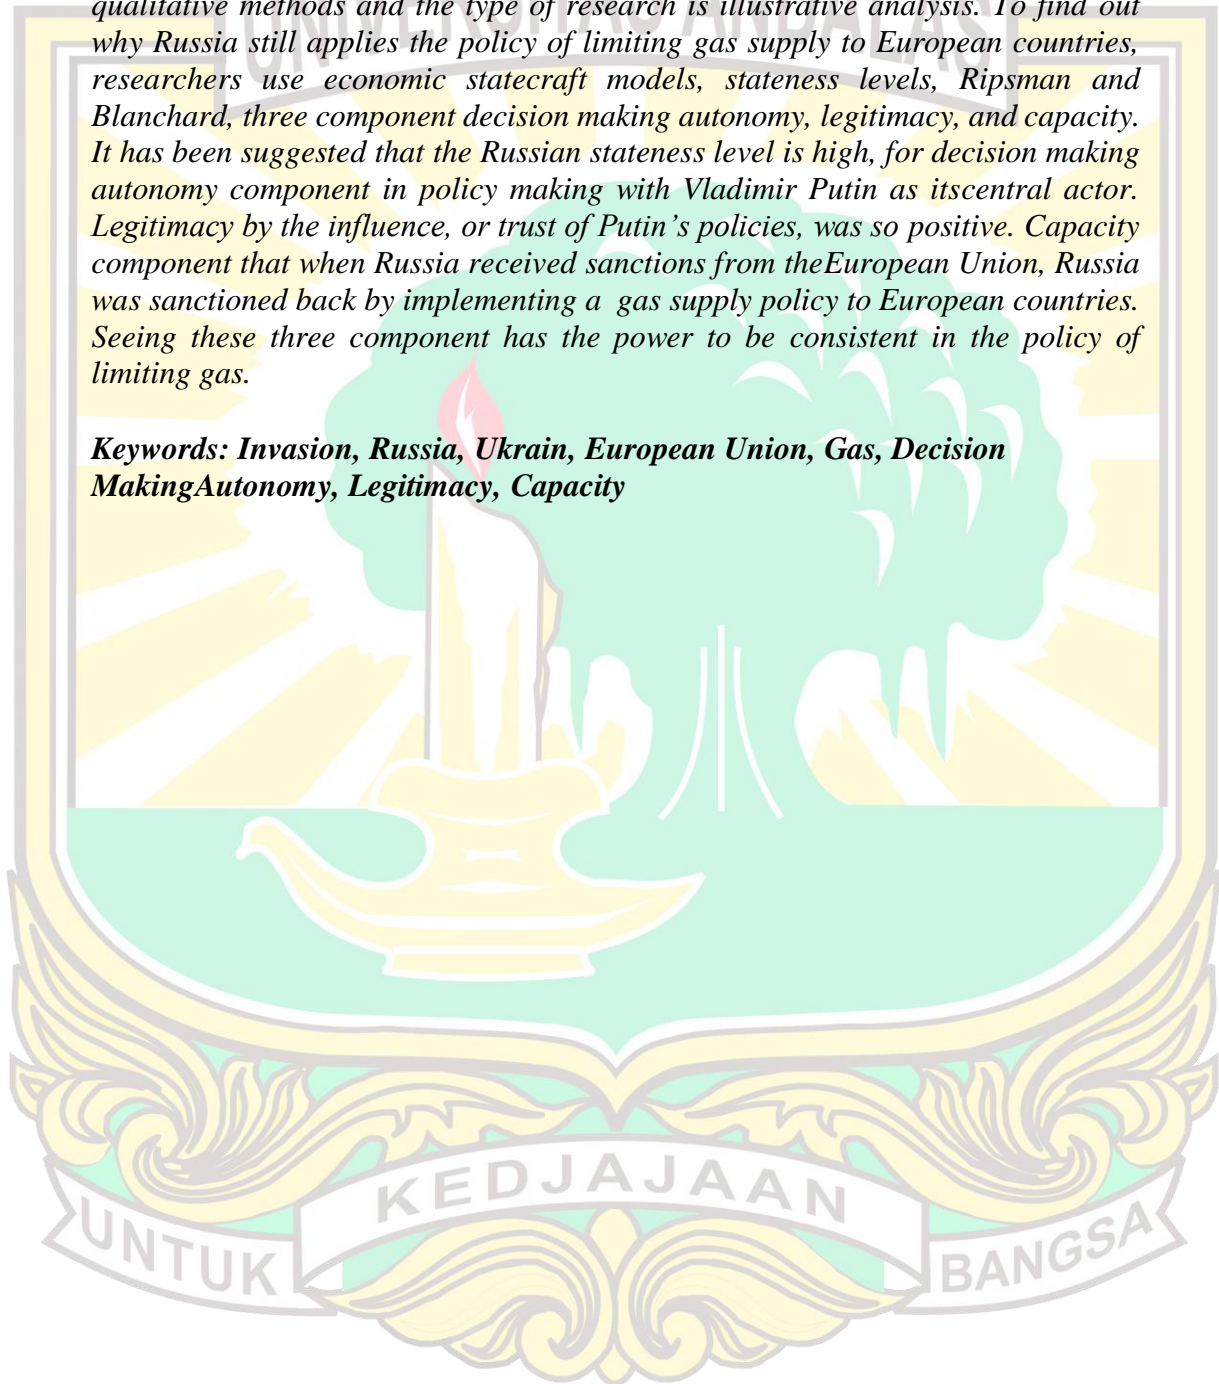 qualitative methods and the type of research is illustrative analysis. To find out
why Russia still applies the policy of limiting gas supply to European countries,
researchers use economic statecraft models, stateness levels, Ripsman and
Blanchard, three component decision making autonomy, legitimacy, and capacity.
It has been suggested that the Russian stateness level is high, for decision making
autonomy component in policy making with Vladimir Putin as itscentral actor.
Legitimacy by the influence, or trust of Putin’s policies, was so positive. Capacity
component that when Russia received sanctions from theEuropean Union, Russia
was sanctioned back by implementing a gas supply policy to European countries.
Seeing these three component has the power to be consistent in the policy of
limiting gas.
Keywords: Invasion, Russia, Ukrain, European Union, Gas, Decision
MakingAutonomy, Legitimacy, Capacity
UNTUK KEDJAJAAN BANGSA